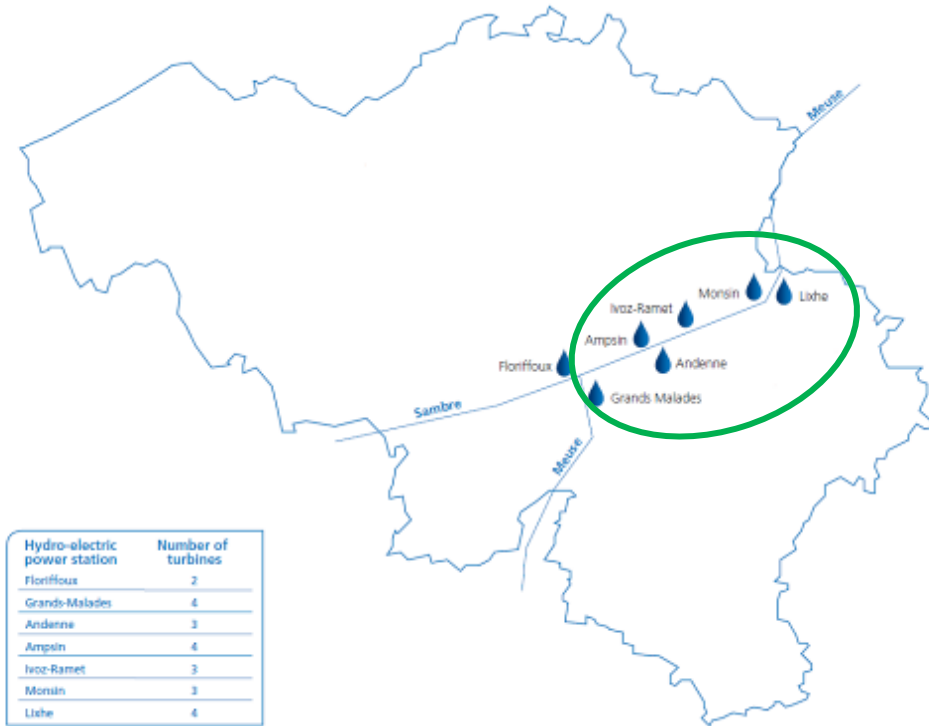 Meuse
Monsin
Lixhe
Ivoz-Ramet
Ampsin
Andenne
Floriffoux
Grands Malades
Sambre
Meuse
Hydro-electric power station Number of turbines
Floriffoux 2
Grands-Malades 4
Andenne 3
Ampsin 4
Ivoz-Ramet 3
Monsin 3
Lixhe 4